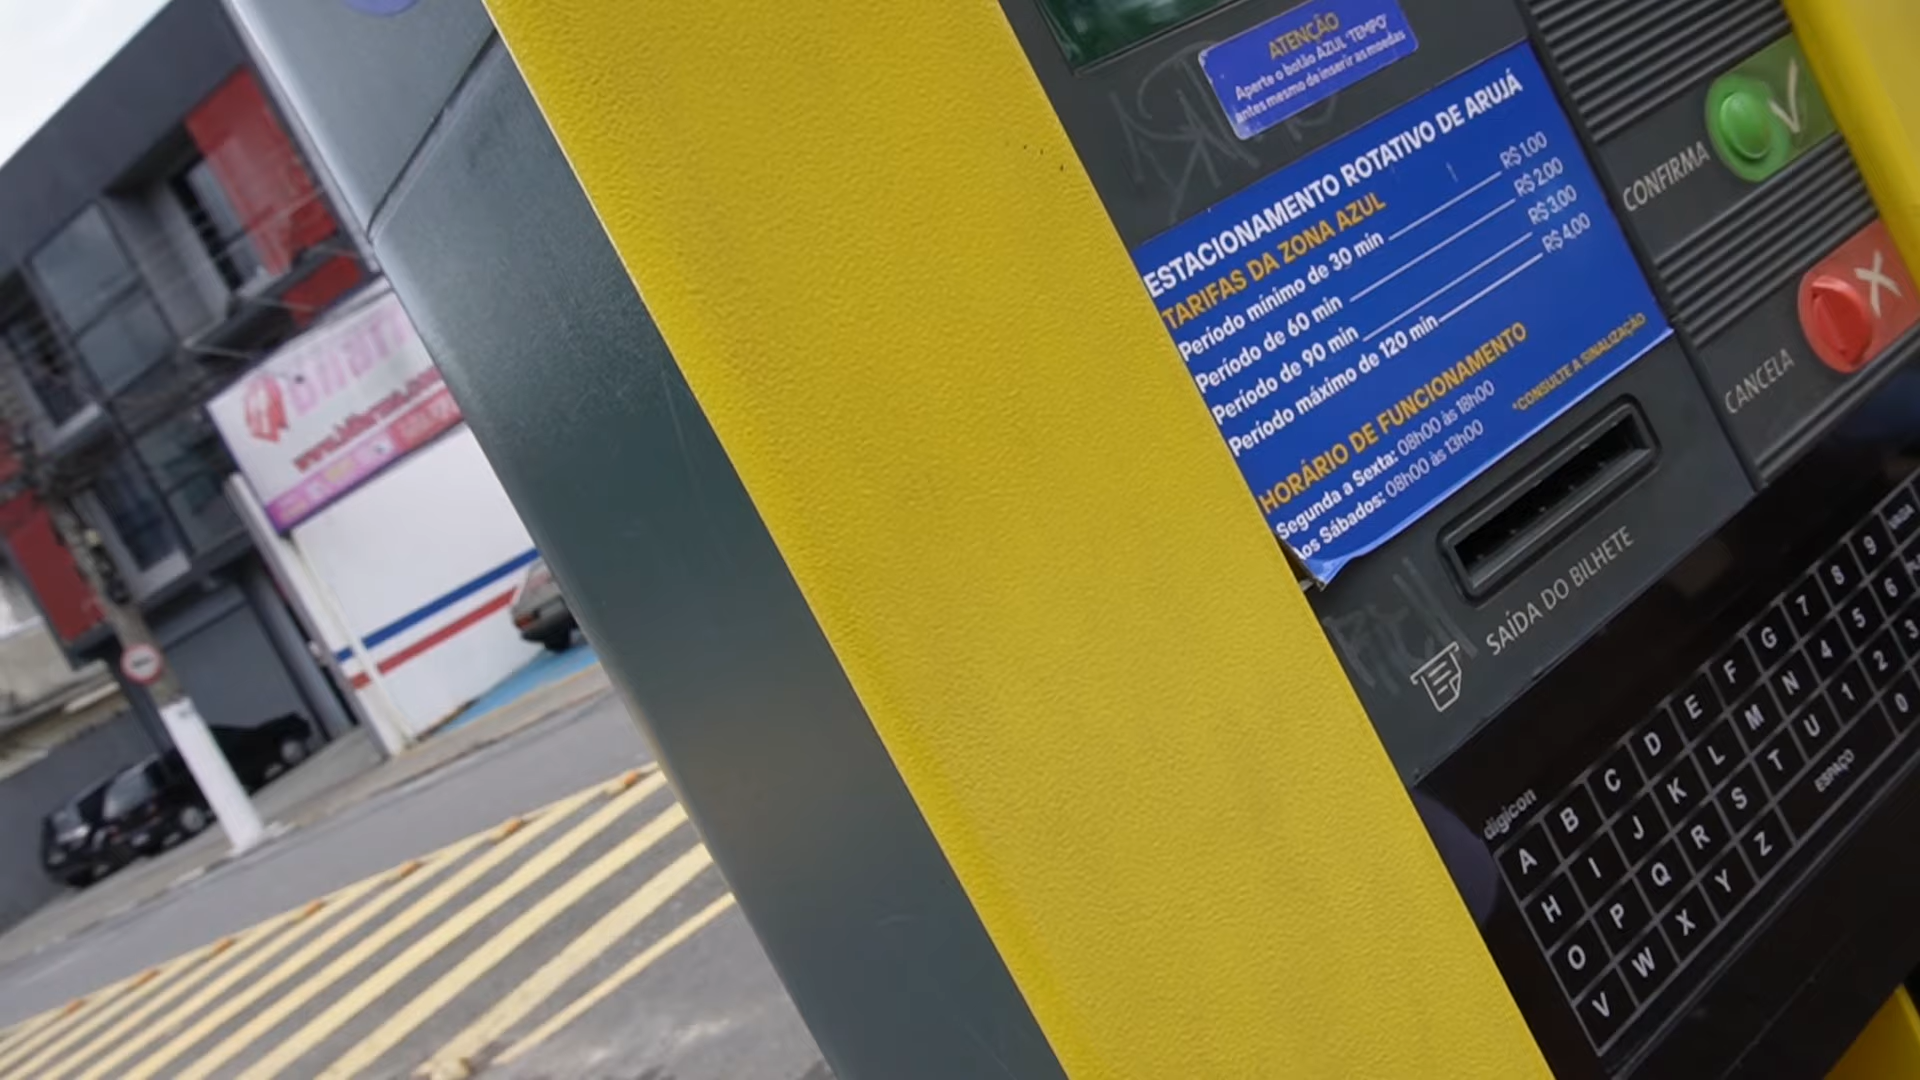 ATENÇÃO
Aperte o botão AZUL 'TEMPO'
antes mesmo de inserir as moedas
ESTACIONAMENTO ROTATIVO DE ARUJÁ
TARIFAS DA ZONA AZUL
Período mínimo de 30 min R$ 1,00
Período de 60 min R$ 2,00
Período de 90 min R$ 3,00
Período máximo de 120 min R$ 4,00
HORÁRIO DE FUNCIONAMENTO
Segunda a Sexta: 08h00 às 18h00
Aos Sábados: 08h00 às 13h00
*CONSULTE A SINALIZAÇÃO
CONFIRMA
CANCELA
SAÍDA DO BILHETE
digicon
A B C D E F G 7 8 9
H I J K L M N 4 5 6
O P Q R S T U 1 2 3
V W X Y Z ESPAÇO 0